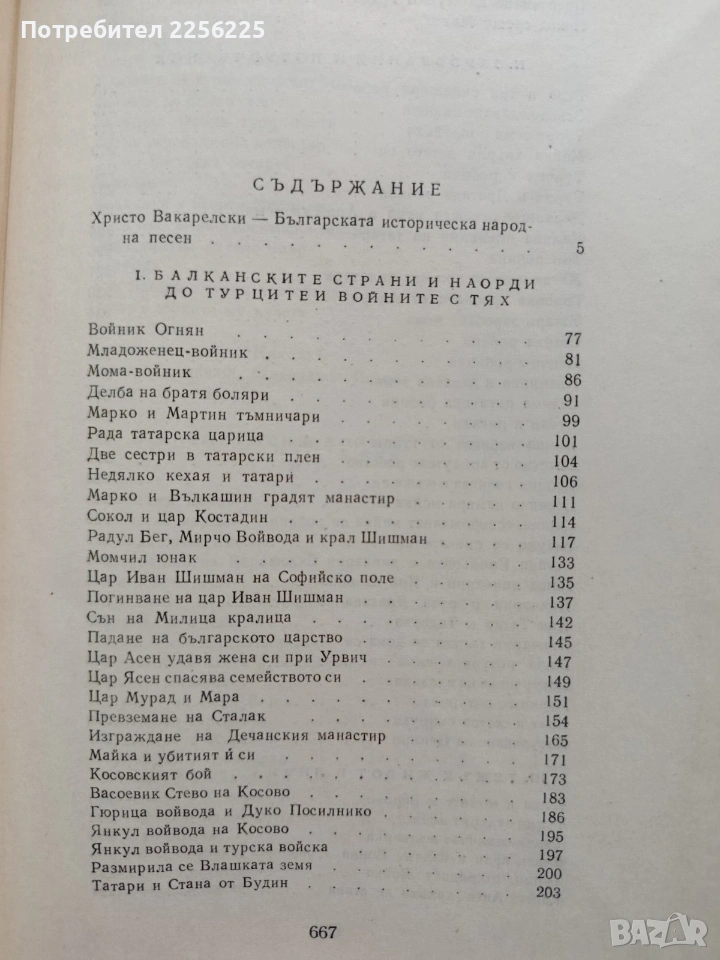 Потребител 2256225
СЪДЪРЖАНИЕ
Христо Вакарелски — Българската историческа народ-
на песен . . . . . . . . . . . . . . 5
I. БАЛКАНСКИТЕ СТРАНИ И НАОРДИ
ДО ТУРЦИТЕИ ВОЙНИТЕ С ТЯХ
Войник Огнян . . . . . . . . . . . . . 77
Младоженец-войник . . . . . . . . . . . . 81
Мома-войник . . . . . . . . . . . . . 86
Делба на братя боляри . . . . . . . . . . . 91
Марко и Мартин тъмничари . . . . . . . . . 99
Рада татарска царица . . . . . . . . . . . 101
Две сестри в татарски плен . . . . . . . . . 104
Недялко кехая и татари . . . . . . . . . . 106
Марко и Вълкашин градят манастир . . . . . . 111
Сокол и цар Костадин . . . . . . . . . . 114
Радул Бег, Мирчо Войвода и крал Шишман . . . . . 117
Момчил юнак . . . . . . . . . . . . . 133
Цар Иван Шишман на Софийско поле . . . . . . 135
Погинване на цар Иван Шишман . . . . . . . . 137
Сън на Милица кралица . . . . . . . . . . 142
Падане на българското царство . . . . . . . . 145
Цар Асен удавя жена си при Урвич . . . . . . . 147
Цар Ясен спасява семейството си . . . . . . . 149
Цар Мурад и Мара . . . . . . . . . . . 151
Превземане на Сталак . . . . . . . . . . 154
Изграждане на Дечанския манастир . . . . . . 165
Майка и убитият ѝ си . . . . . . . . . . 171
Косовският бой . . . . . . . . . . . . 173
Васоевик Стево на Косово . . . . . . . . . 183
Гюрица войвода и Дуко Посилнико . . . . . . . 186
Янкул войвода на Косово . . . . . . . . . 195
Янкул войвода и турска войска . . . . . . . . 197
Размирила се Влашката земя . . . . . . . . 200
Татари и Стана от Будин . . . . . . . . . 203
667
BAZAR